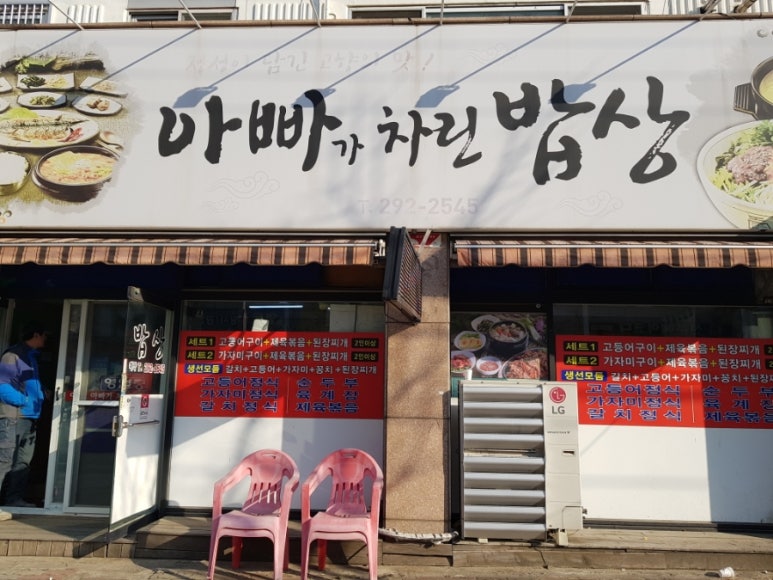 정성이 담긴 고향의 맛!
아빠가 차린 밥상
T. 292-2545
밥상
세트1 고등어구이+제육볶음+된장찌개 2인이상
세트2 가자미구이+제육볶음+된장찌개 2인이상
생선모듬 갈치+고등어+가자미+꽁치+된장찌개
고등어정식 순두부
가자미정식 육계장
갈치정식 제육볶음
LG
세트1 고등어구이+제육볶음+된장찌개
세트2 가자미구이+제육볶음+된장찌개
생선모듬 갈치+고등어+가자미+꽁치+된장
고등어정식 순두부
가자미정식 육계장
갈치정식 제육볶음